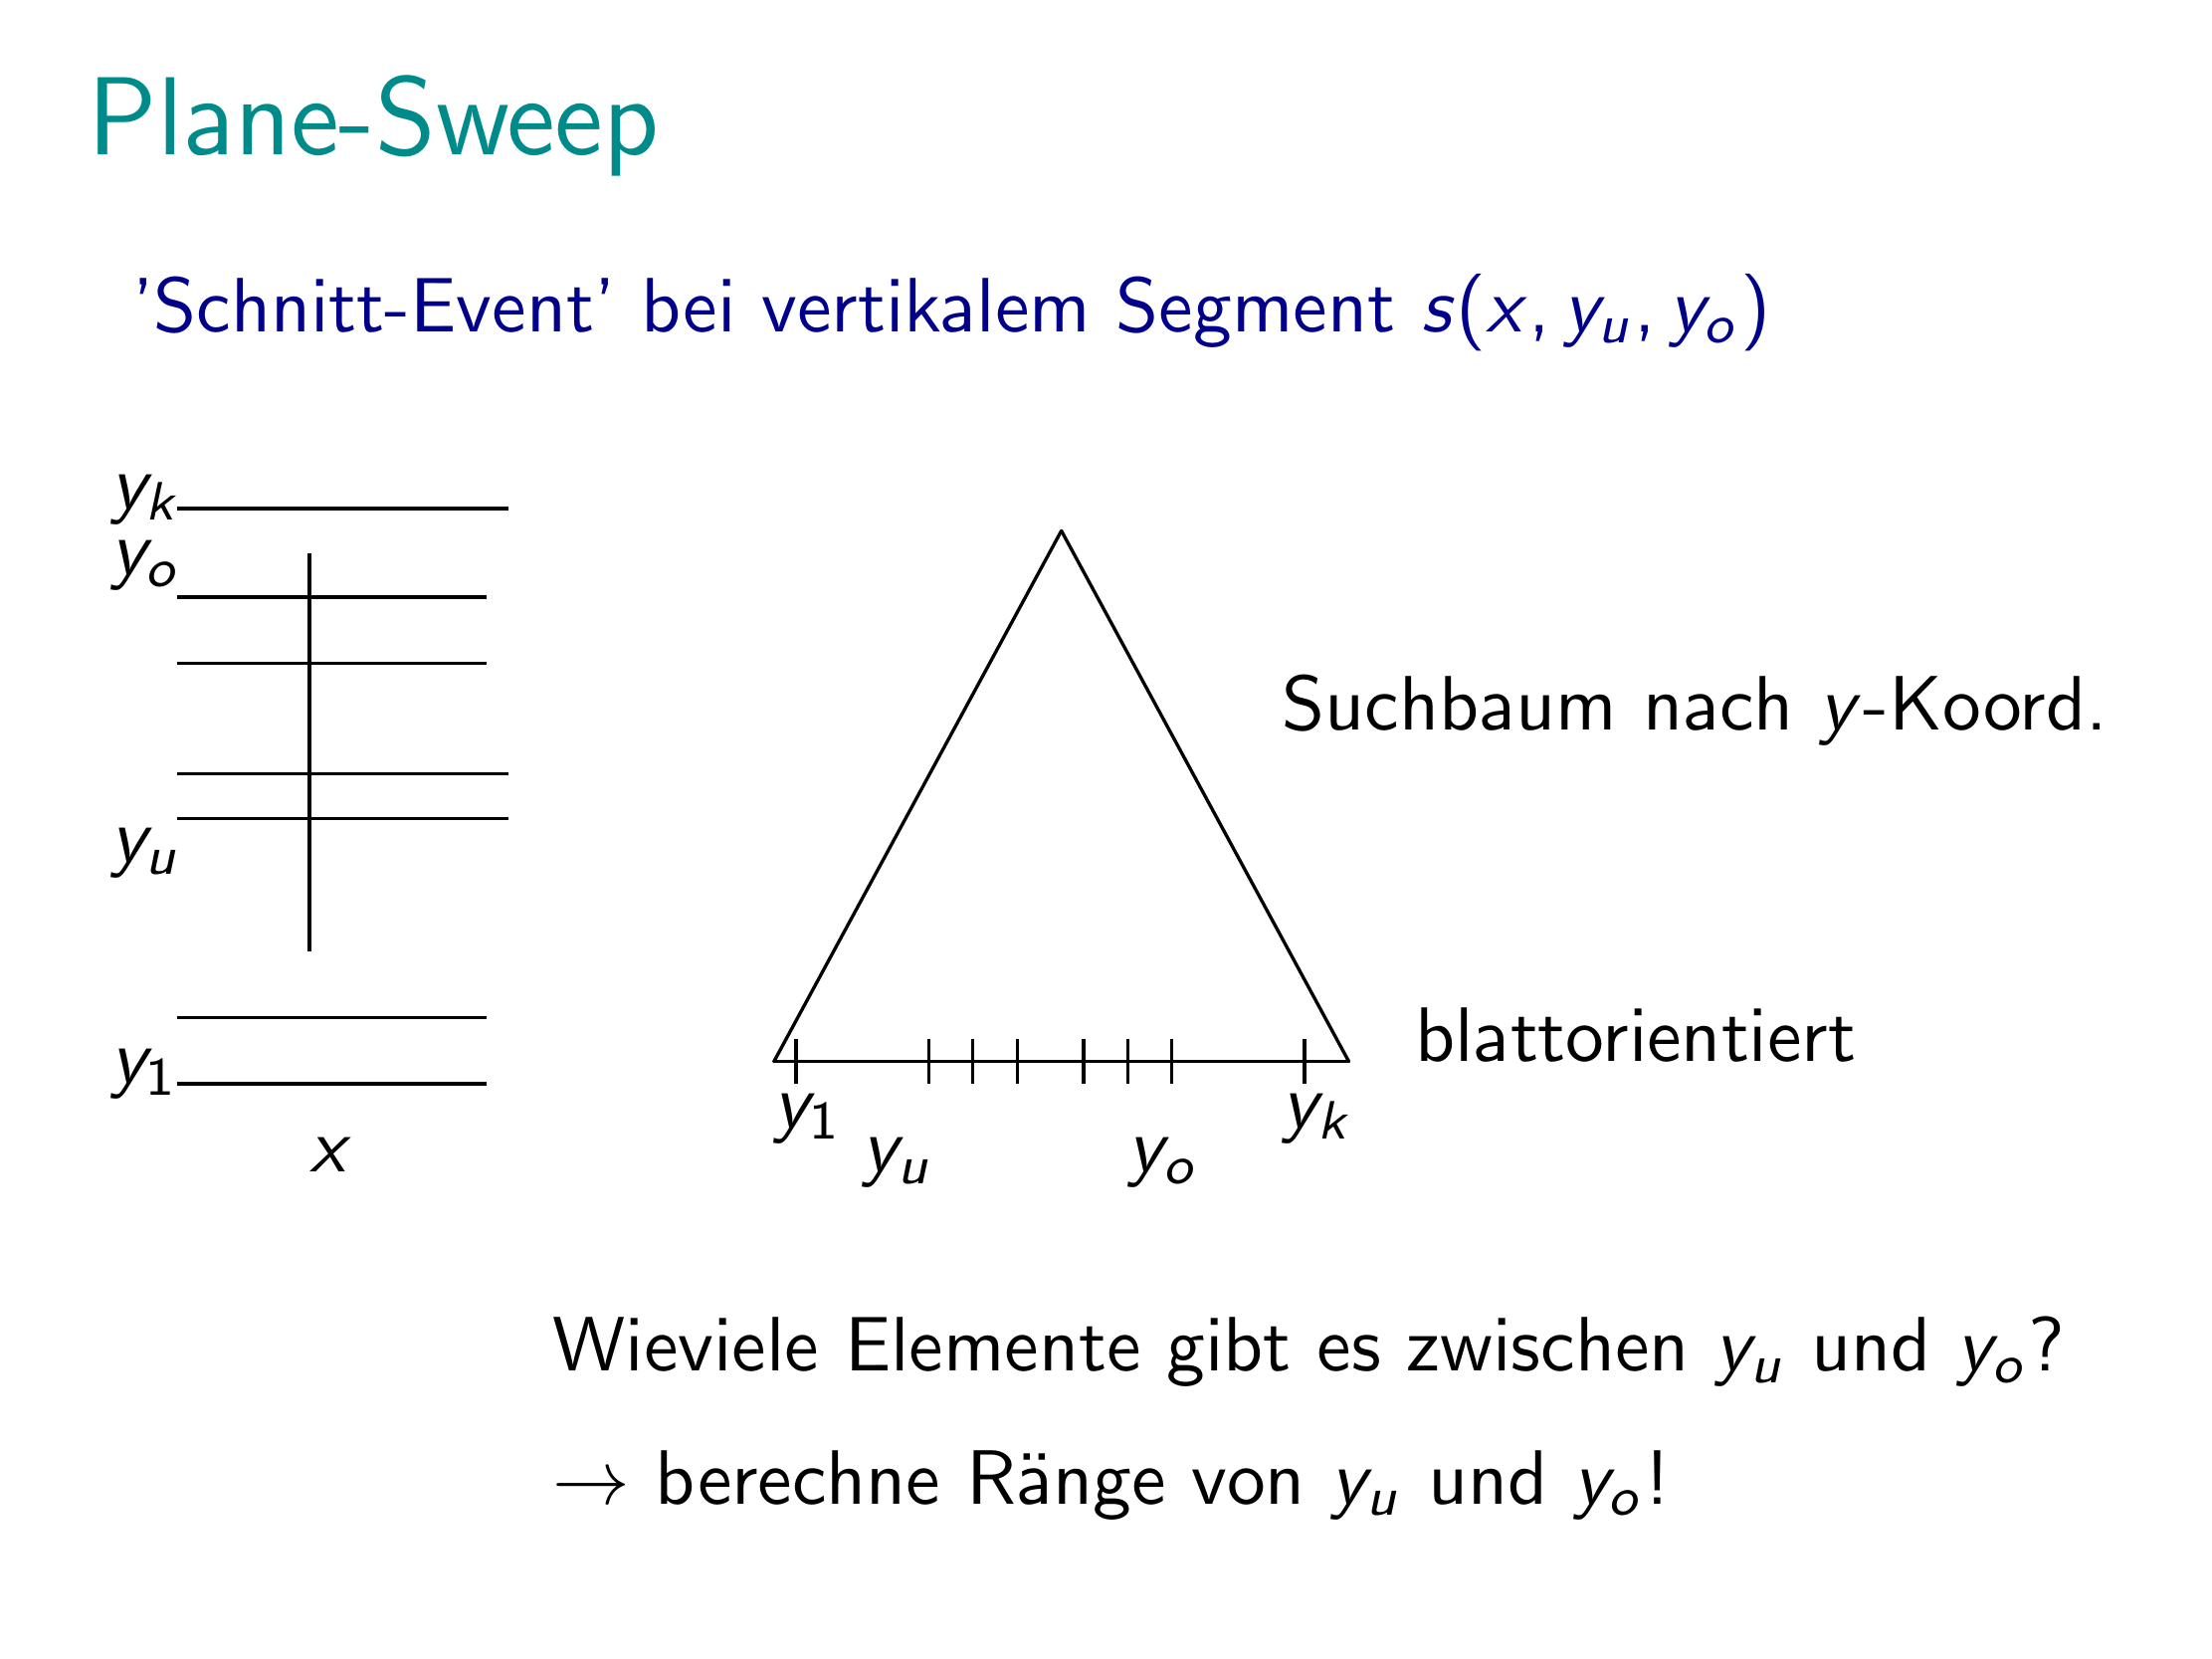 Plane-Sweep
'Schnitt-Event' bei vertikalem Segment s(x, y_u, y_o)
y_k
y_o
y_u
y_1
x
Suchbaum nach y-Koord.
blattorientiert
y_1
y_k
y_u
y_o
Wieviele Elemente gibt es zwischen y_u und y_o?
→ berechne Ränge von y_u und y_o!